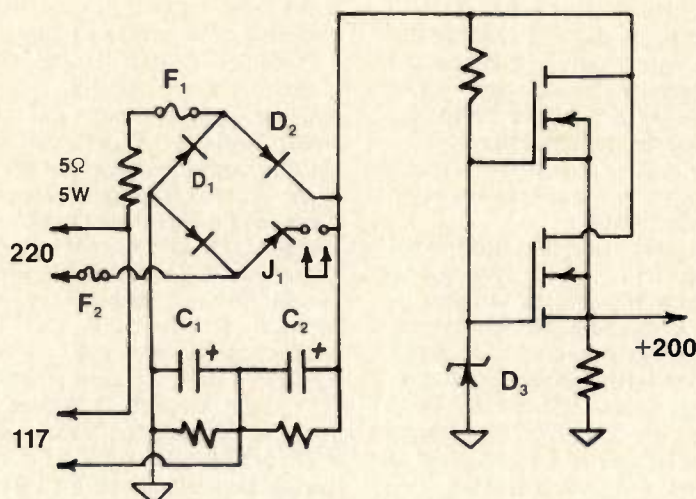 F₁
D₂
5Ω
5W
D₁
220
J₁
F₂
C₁
+
C₂
+
D₃
+200
117